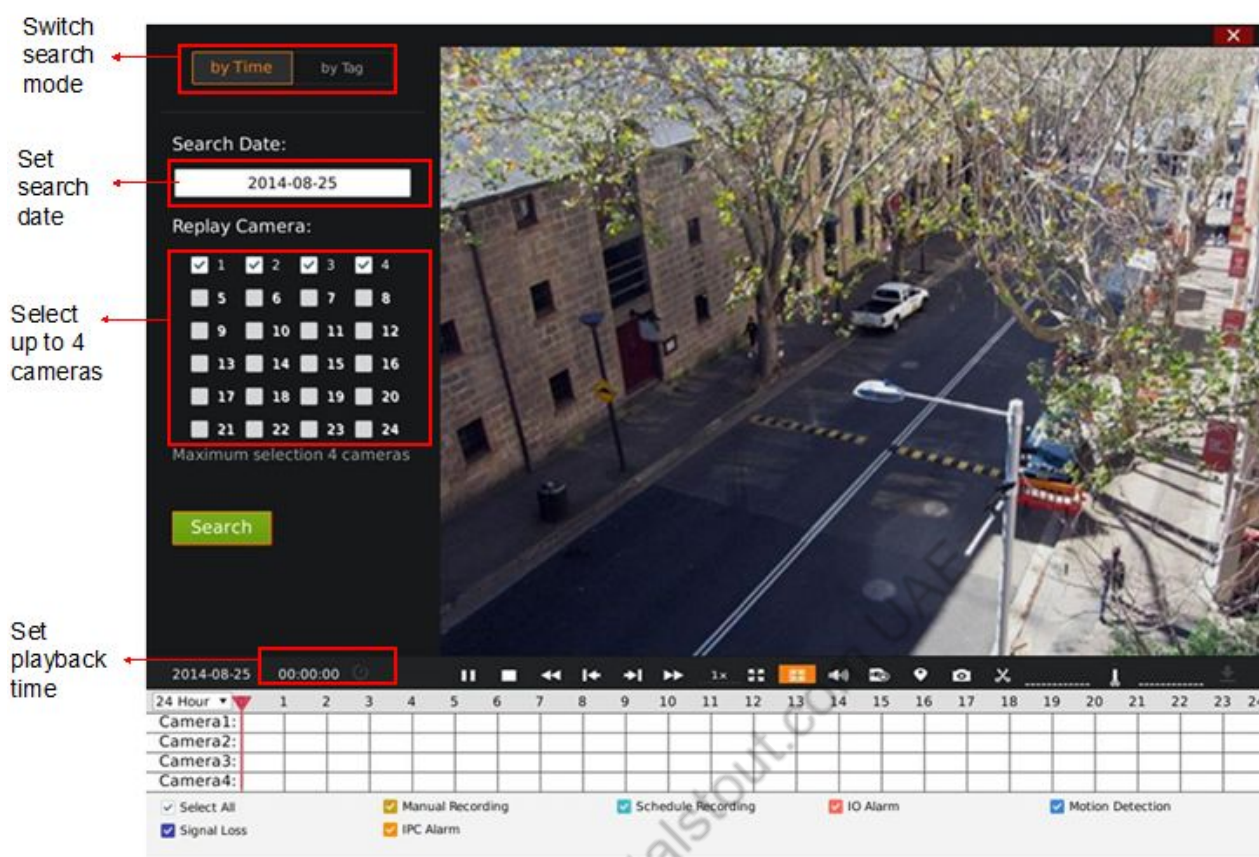 Switch
search
mode
by Time by Tag
Search Date:
Set
search
date
2014-08-25
Replay Camera:
1 2 3 4
5 6 7 8
9 10 11 12
13 14 15 16
17 18 19 20
21 22 23 24
Select
up to 4
cameras
Maximum selection 4 cameras
Search
Set
playback
time
2014-08-25 00:00:00 1x
24 Hour 1 2 3 4 5 6 7 8 9 10 11 12 13 14 15 16 17 18 19 20 21 22 23 24
Camera1:
Camera2:
Camera3:
Camera4:
Select All Manual Recording Schedule Recording IO Alarm Motion Detection
Signal Loss IPC Alarm